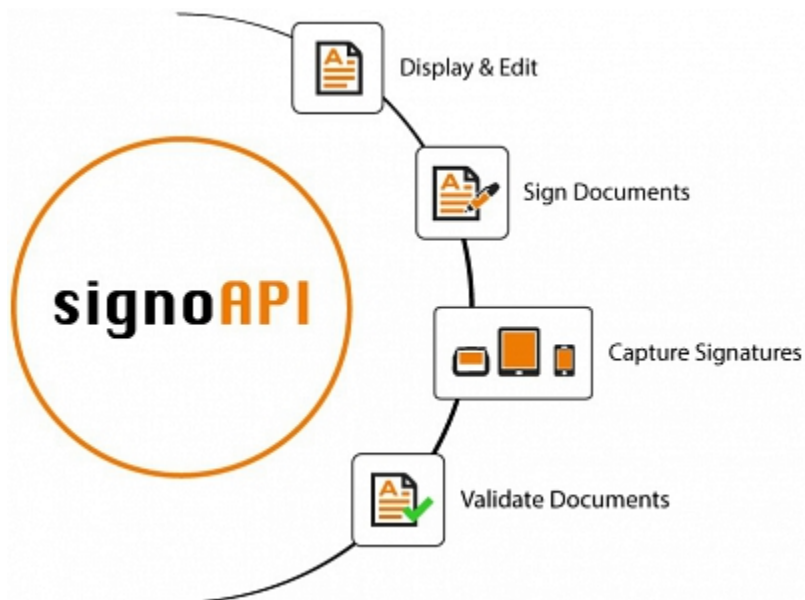 Display & Edit
Sign Documents
signoAPI
Capture Signatures
Validate Documents